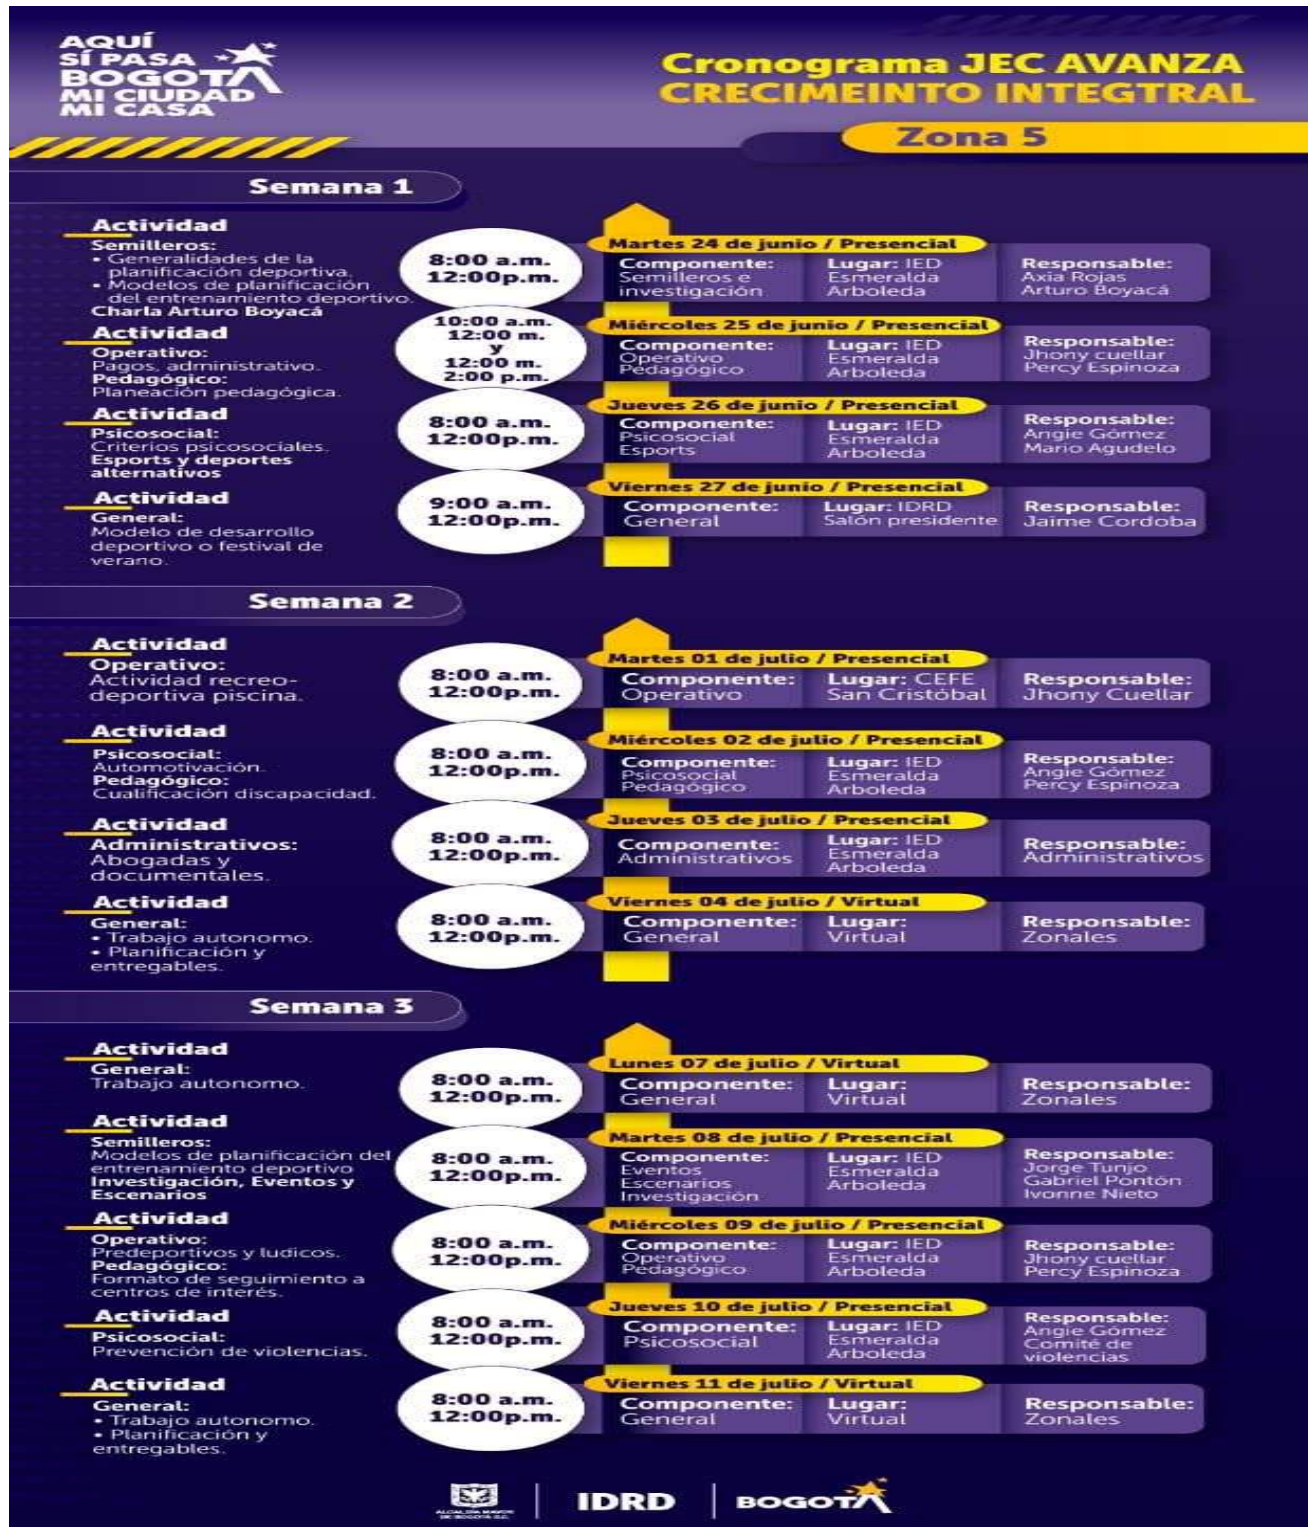 AQUÍ
SÍ PASA
BOGOTÁ
MI CIUDAD
MI CASA
Cronograma JEC AVANZA
CRECIMEINTO INTEGTRAL
Zona 5
Semana 1
Actividad
Semilleros:
• Generalidades de la
planificación deportiva.
• Modelos de planificación
del entrenamiento deportivo.
Charla Arturo Boyacá
8:00 a.m.
12:00p.m.
Martes 24 de junio / Presencial
Componente:
Semilleros e
investigación
Lugar: IED
Esmeralda
Arboleda
Responsable:
Axia Rojas
Arturo Boyacá
Actividad
Operativo:
Pagos, administrativo.
Pedagógico:
Planeación pedagógica.
10:00 a.m.
12:00 m.
y
12:00 m.
2:00 p.m.
Miércoles 25 de junio / Presencial
Componente:
Operativo
Pedagógico
Lugar: IED
Esmeralda
Arboleda
Responsable:
Jhony cuellar
Percy Espinoza
Actividad
Psicosocial:
Criterios psicosociales.
Esports y deportes
alternativos
8:00 a.m.
12:00p.m.
Jueves 26 de junio / Presencial
Componente:
Psicosocial
Esports
Lugar: IED
Esmeralda
Arboleda
Responsable:
Angie Gómez
Mario Agudelo
Actividad
General:
Modelo de desarrollo
deportivo o festival de
verano.
9:00 a.m.
12:00p.m.
Viernes 27 de junio / Presencial
Componente:
General
Lugar: IDRD
Salón presidente
Responsable:
Jaime Cordoba
Semana 2
Actividad
Operativo:
Actividad recreo-
deportiva piscina.
8:00 a.m.
12:00p.m.
Martes 01 de julio / Presencial
Componente:
Operativo
Lugar: CEFE
San Cristóbal
Responsable:
Jhony Cuellar
Actividad
Psicosocial:
Automotivación.
Pedagógico:
Cualificación discapacidad.
8:00 a.m.
12:00p.m.
Miércoles 02 de julio / Presencial
Componente:
Psicosocial
Pedagógico
Lugar: IED
Esmeralda
Arboleda
Responsable:
Angie Gómez
Percy Espinoza
Actividad
Administrativos:
Abogadas y
documentales.
8:00 a.m.
12:00p.m.
Jueves 03 de julio / Presencial
Componente:
Administrativos
Lugar: IED
Esmeralda
Arboleda
Responsable:
Administrativos
Actividad
General:
• Trabajo autonomo.
• Planificación y
entregables.
8:00 a.m.
12:00p.m.
Viernes 04 de julio / Virtual
Componente:
General
Lugar:
Virtual
Responsable:
Zonales
Semana 3
Actividad
General:
Trabajo autonomo.
8:00 a.m.
12:00p.m.
Lunes 07 de julio / Virtual
Componente:
General
Lugar:
Virtual
Responsable:
Zonales
Actividad
Semilleros:
Modelos de planificación del
entrenamiento deportivo
Investigación, Eventos y
Escenarios
8:00 a.m.
12:00p.m.
Martes 08 de julio / Presencial
Componente:
Eventos
Escenarios
Investigación
Lugar: IED
Esmeralda
Arboleda
Responsable:
Jorge Tunjo
Gabriel Pontón
Ivonne Nieto
Actividad
Operativo:
Predeportivos y ludicos.
Pedagógico:
Formato de seguimiento a
centros de interés.
8:00 a.m.
12:00p.m.
Miércoles 09 de julio / Presencial
Componente:
Operativo
Pedagógico
Lugar: IED
Esmeralda
Arboleda
Responsable:
Jhony cuellar
Percy Espinoza
Actividad
Psicosocial:
Prevención de violencias.
8:00 a.m.
12:00p.m.
Jueves 10 de julio / Presencial
Componente:
Psicosocial
Lugar: IED
Esmeralda
Arboleda
Responsable:
Angie Gómez
Comité de
violencias
Actividad
General:
• Trabajo autonomo.
• Planificación y
entregables.
8:00 a.m.
12:00p.m.
Viernes 11 de julio / Virtual
Componente:
General
Lugar:
Virtual
Responsable:
Zonales
ALCALDÍA MAYOR
DE BOGOTÁ D.C.
IDRD
BOGOTÁ